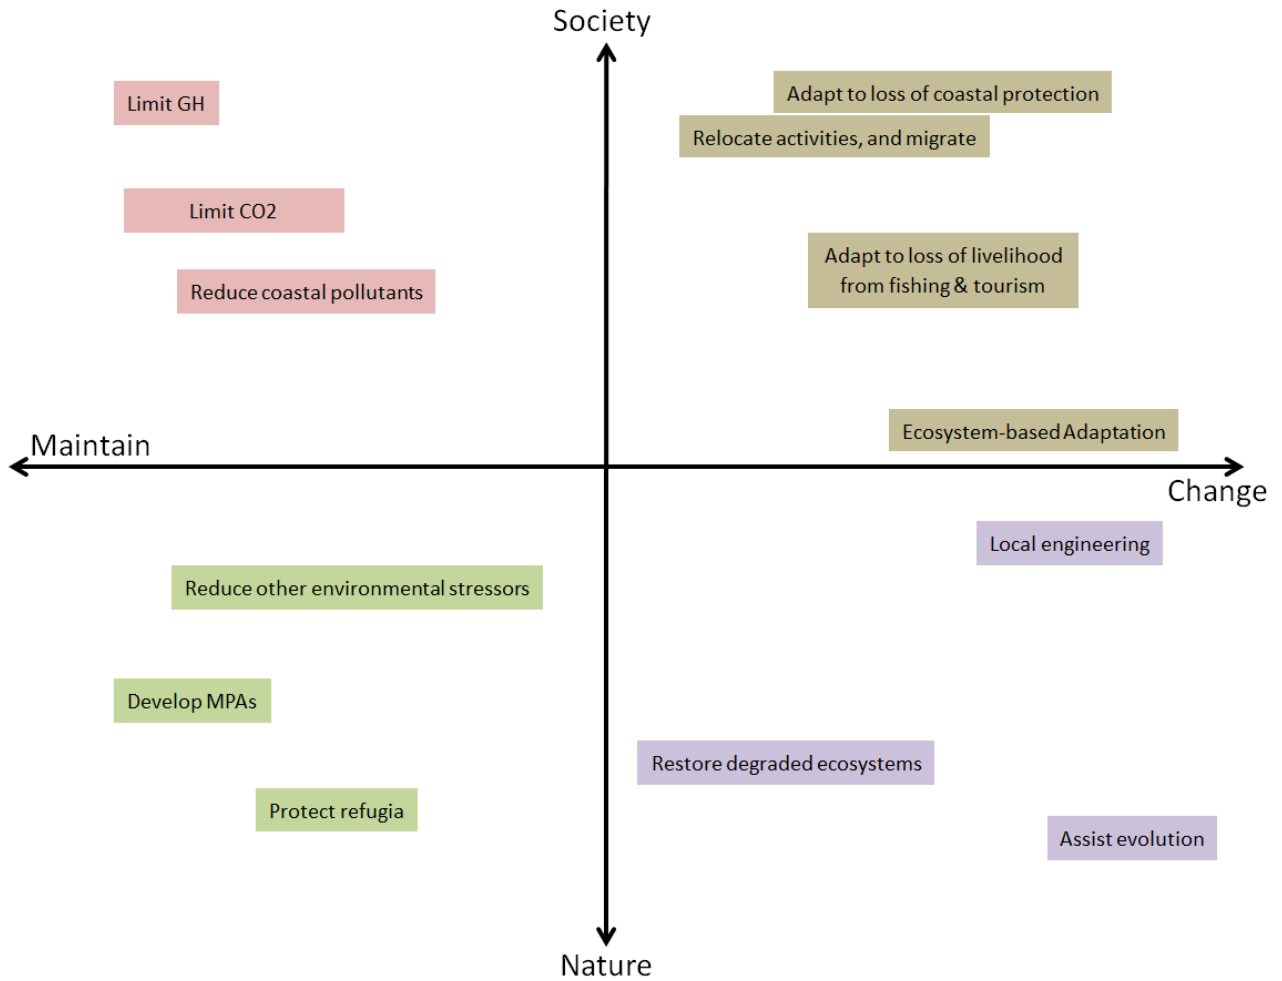 Society
Limit GH
Adapt to loss of coastal protection
Relocate activities, and migrate
Limit CO2
Adapt to loss of livelihood
from fishing & tourism
Reduce coastal pollutants
Ecosystem-based Adaptation
Maintain
Change
Local engineering
Reduce other environmental stressors
Develop MPAs
Restore degraded ecosystems
Protect refugia
Assist evolution
Nature